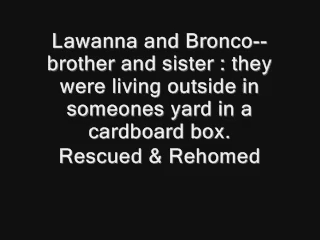 Lawanna and Bronco--
brother and sister : they
were living outside in
someones yard in a
cardboard box.
Rescued & Rehomed